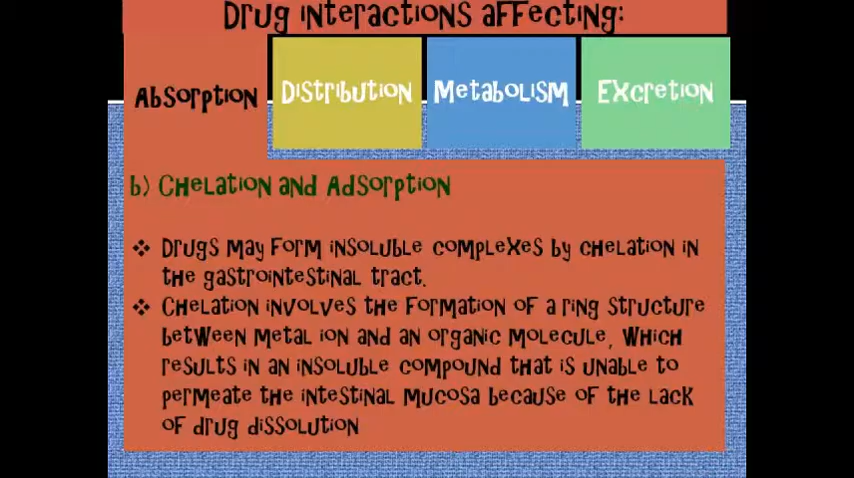 Drug interactions affecting:
Absorption
Distribution
Metabolism
Excretion
b) Chelation and Adsorption
❖ Drugs may form insoluble complexes by chelation in
the gastrointestinal tract.
❖ Chelation involves the formation of a ring structure
between metal ion and an organic molecule, which
results in an insoluble compound that is unable to
permeate the intestinal mucosa because of the lack
of drug dissolution